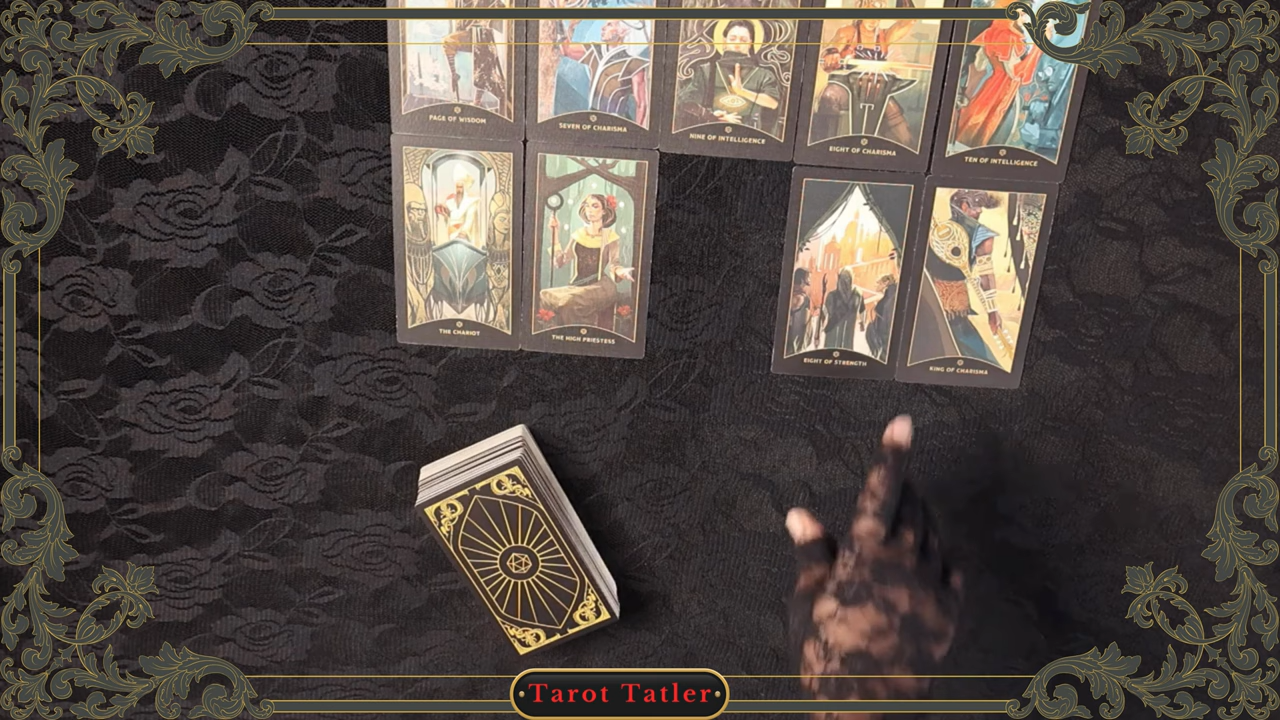 PAGE OF WISDOM
SEVEN OF CHARISMA
NINE OF INTELLIGENCE
EIGHT OF CHARISMA
TEN OF INTELLIGENCE
THE CHARIOT
THE HIGH PRIESTESS
EIGHT OF STRENGTH
KING OF CHARISMA
Tarot Tatler